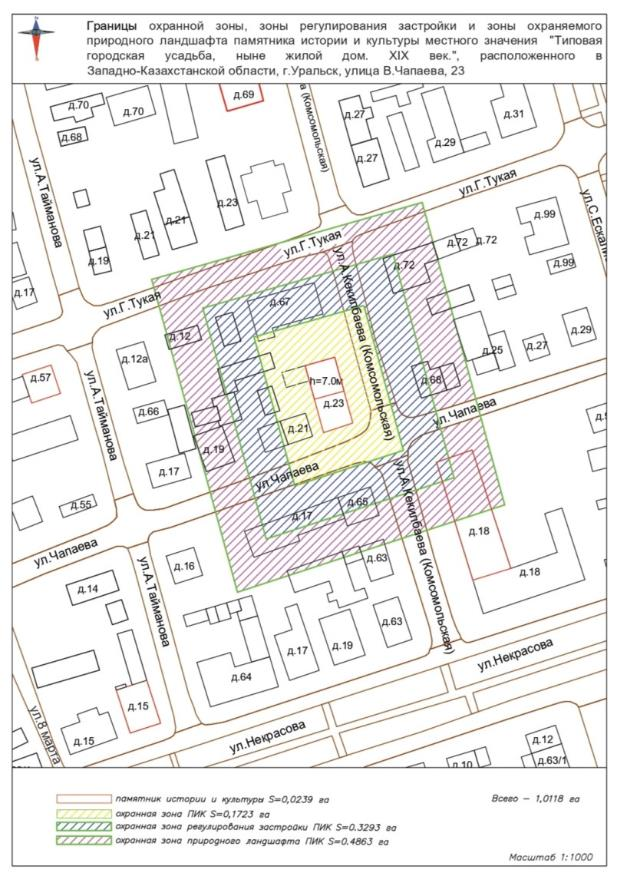 Границы охранной зоны, зоны регулирования застройки и зоны охраняемого
природного ландшафта памятника истории и культуры местного значения "Типовая
городская усадьба, ныне жилой дом. XIX век.", расположенного в
Западно-Казахстанской области, г.Уральск, улица В.Чапаева, 23
д.69
д.70
д.70
д.68
а (Комсомольская)
д.27
д.27
д.29
д.31
ул.А.Тайманова
д.23
д.21
д.21
д.19
д.17
ул.Г.Тукая
ул.С.Есқали
д.99
д.99
ул.Г.Тукая
д.72
д.72
д.72
ул.Г.Тукая
д.67
ул.А.Кекилбаева (Комсомольская)
д.12
д.12а
д.29
д.27
д.25
д.57
ул.А.Тайманова
h=7.0м
д.23
д.68
д.66
д.21
ул.Чапаева
д.19
д.17
ул.Чапаева
д.55
д.17
д.65
ул.А.Кекилбаева (Комсомольская)
д.18
д.18
ул.Чапаева
д.16
д.63
ул.А.Тайманова
д.14
д.63
д.17
д.19
д.64
ул.Некрасова
д.15
д.15
ул.8 марта
ул.Некрасова
д.12
д.63/1
д.10
памятник истории и культуры S=0,0239 га
Всего – 1,0118 га
охранная зона ПИК S=0,1723 га
охранная зона регулирования застройки ПИК S=0.3293 га
охранная зона природного ландшафта ПИК S=0.4863 га
Масштаб 1:1000